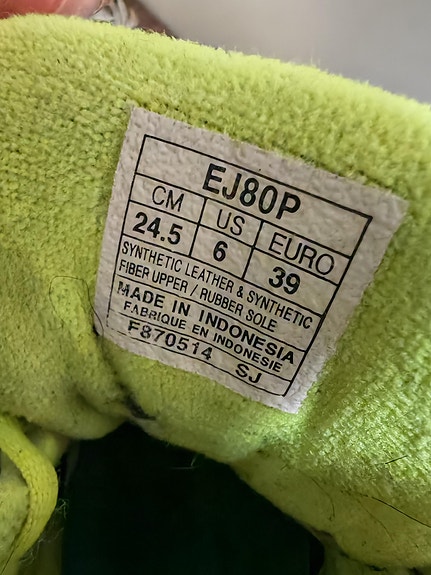 EJ80P
CM US EURO
24.5 6 39
SYNTHETIC LEATHER & SYNTHETIC
FIBER UPPER / RUBBER SOLE
MADE IN INDONESIA
FABRIQUE EN INDONESIE
F870514 SJ